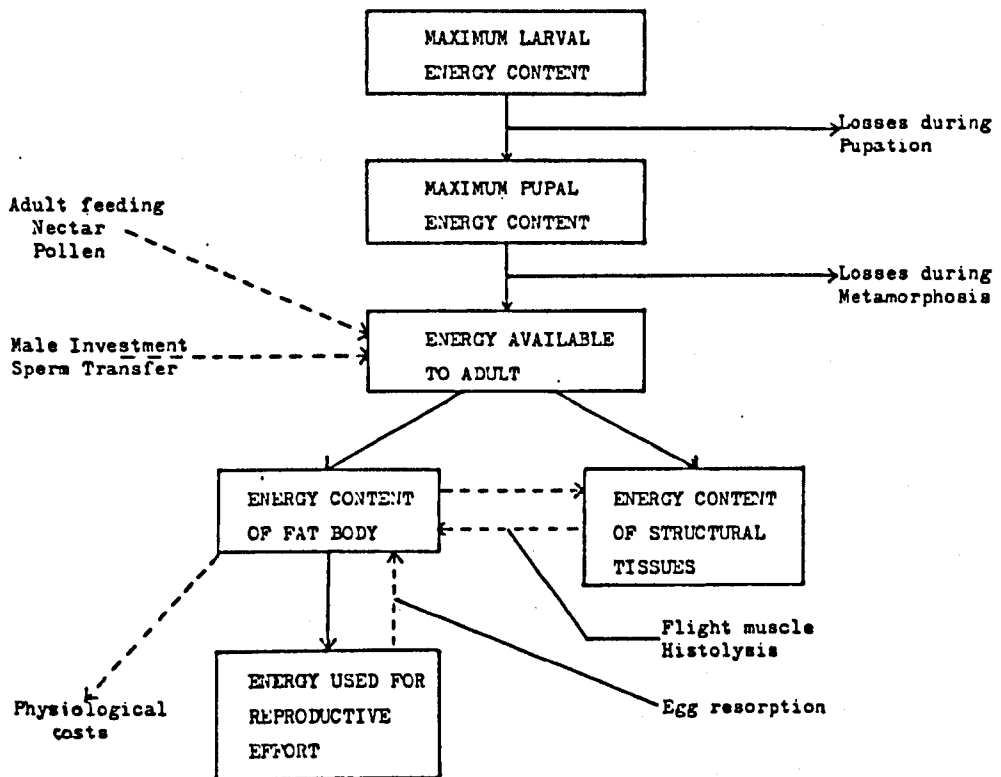 MAXIMUM LARVAL
ENERGY CONTENT
Losses during
Pupation
MAXIMUM PUPAL
ENERGY CONTENT
Adult feeding
Nectar
Pollen
Losses during
Metamorphosis
ENERGY AVAILABLE
TO ADULT
Male Investment
Sperm Transfer
ENERGY CONTENT
OF FAT BODY
ENERGY CONTENT
OF STRUCTURAL
TISSUES
Flight muscle
Histolysis
ENERGY USED FOR
REPRODUCTIVE
EFFORT
Egg resorption
Physiological
costs